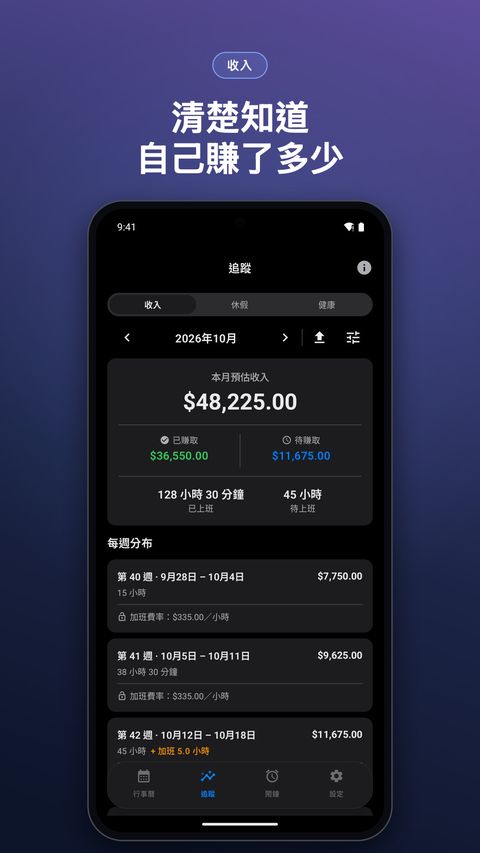 收入
清楚知道
自己賺了多少
9:41
追蹤
收入 休假 健康
2026年10月
本月預估收入
$48,225.00
已賺取 待賺取
$36,550.00 $11,675.00
128 小時 30 分鐘 45 小時
已上班 待上班
每週分布
第 40 週 · 9月28日 – 10月4日 $7,750.00
15 小時
加班費率：$335.00／小時
第 41 週 · 10月5日 – 10月11日 $9,625.00
38 小時 30 分鐘
加班費率：$335.00／小時
第 42 週 · 10月12日 – 10月18日 $11,675.00
45 小時 + 加班 5.0 小時
行事曆 追蹤 鬧鐘 設定